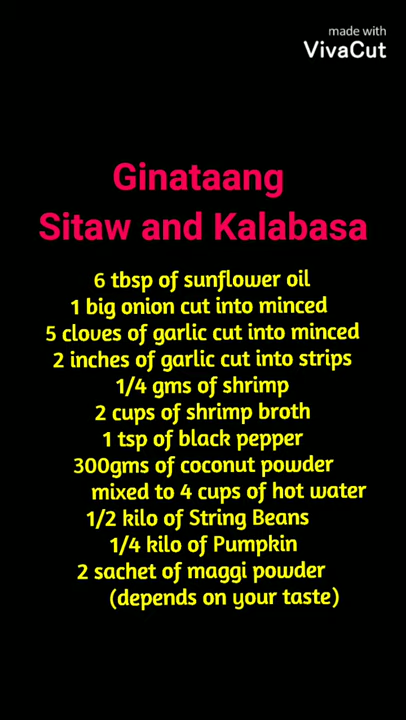 made with
VivaCut
Ginataang
Sitaw and Kalabasa
6 tbsp of sunflower oil
1 big onion cut into minced
5 cloves of garlic cut into minced
2 inches of garlic cut into strips
1/4 gms of shrimp
2 cups of shrimp broth
1 tsp of black pepper
300gms of coconut powder
mixed to 4 cups of hot water
1/2 kilo of String Beans
1/4 kilo of Pumpkin
2 sachet of maggi powder
(depends on your taste)